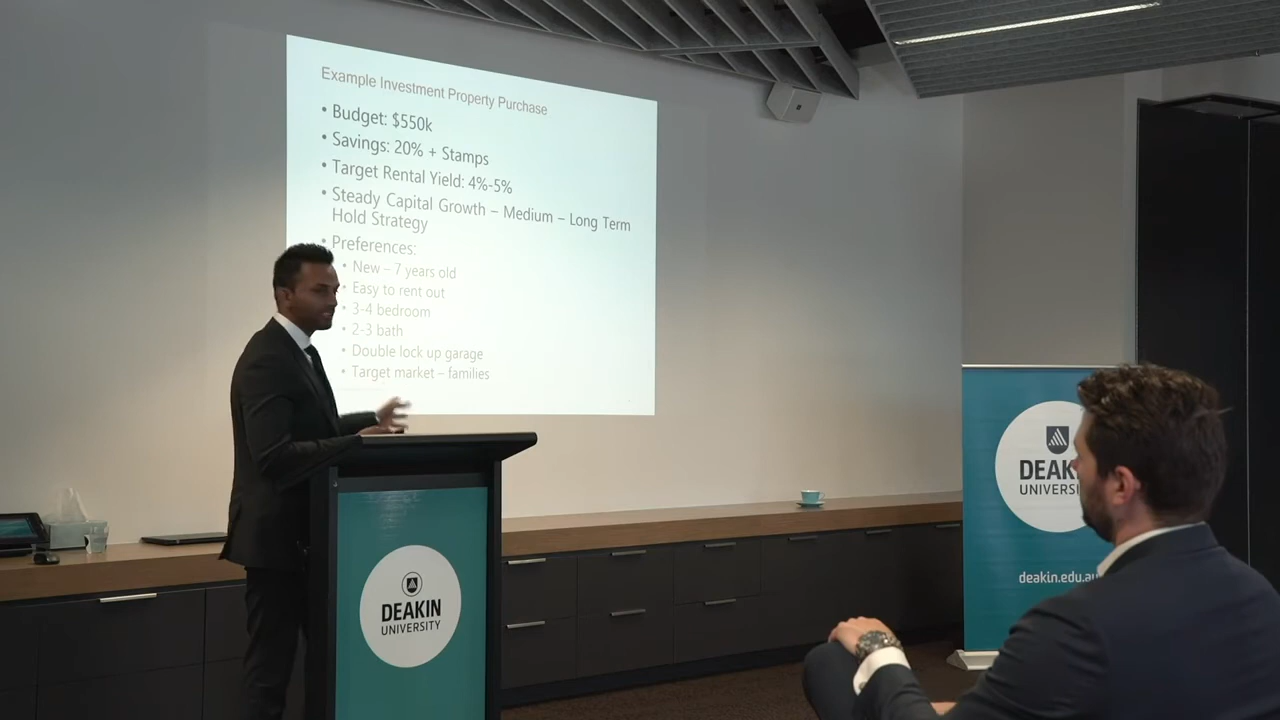 Example Investment Property Purchase
• Budget: $550k
• Savings: 20% + Stamps
• Target Rental Yield: 4%-5%
• Steady Capital Growth – Medium – Long Term
Hold Strategy
• Preferences:
• New – 7 years old
• Easy to rent out
• 3-4 bedroom
• 2-3 bath
• Double lock up garage
• Target market – families
DEAKIN
UNIVERSITY
DEAK
UNIVERSI
deakin.edu.au